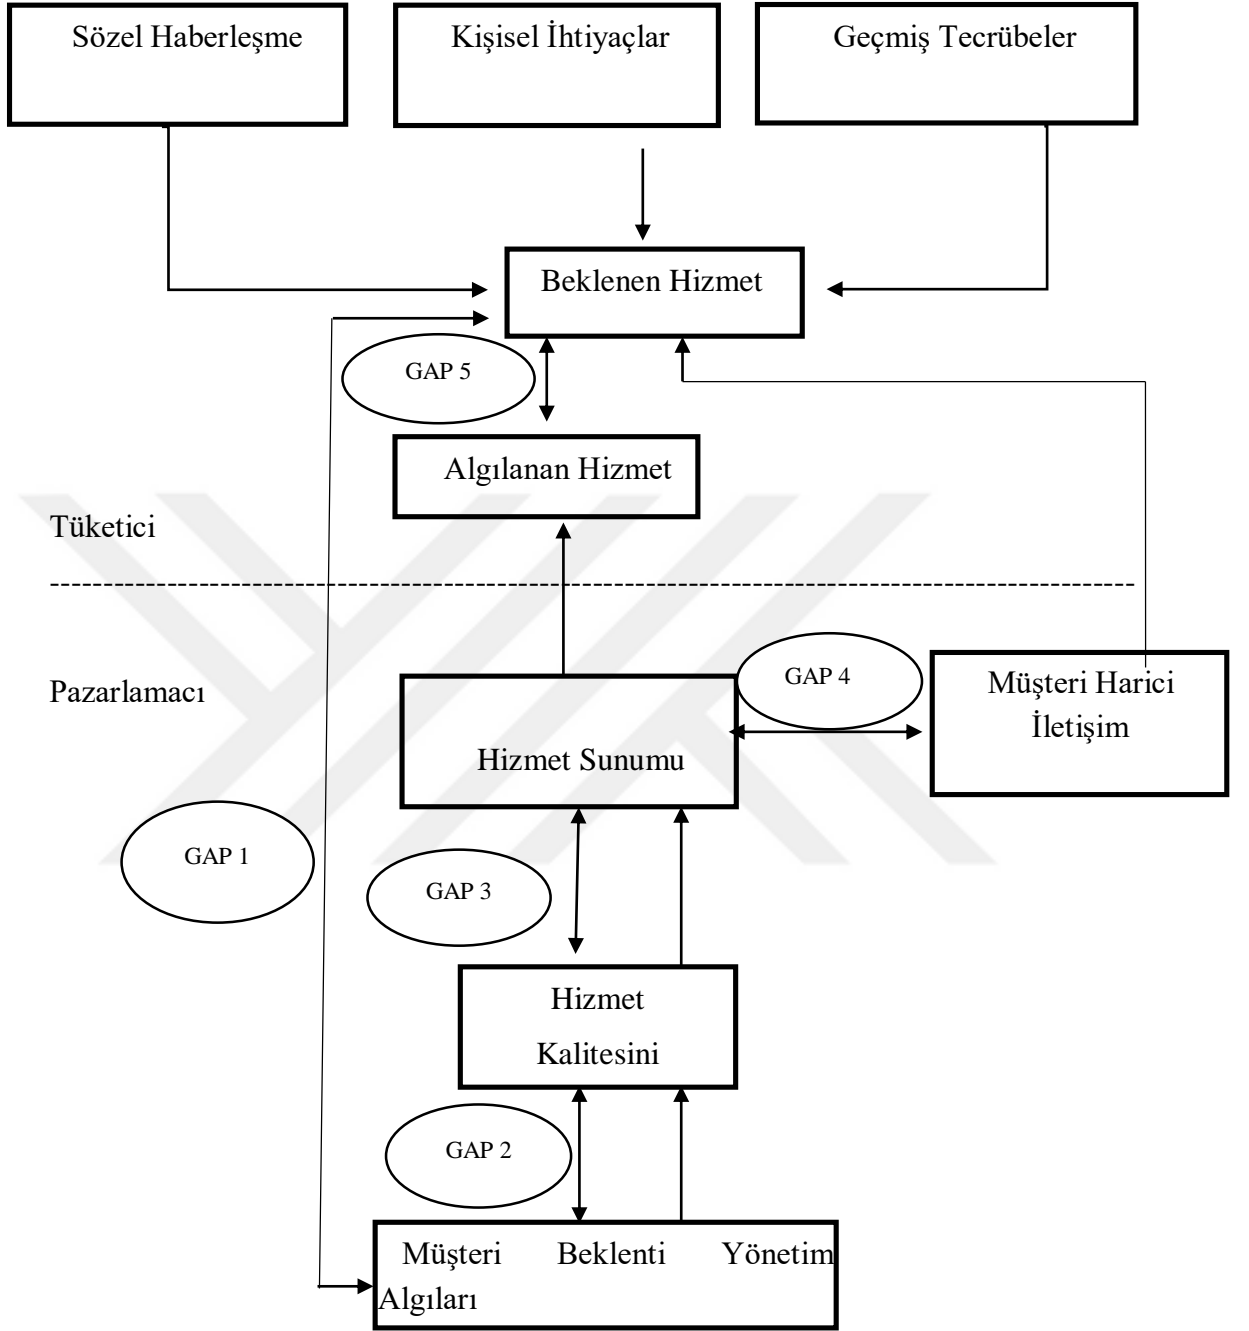 Sözel Haberleşme
Kişisel İhtiyaçlar
Geçmiş Tecrübeler
Beklenen Hizmet
GAP 5
Algılanan Hizmet
Tüketici
Pazarlamacı
GAP 4
Müşteri Harici
İletişim
Hizmet Sunumu
GAP 1
GAP 3
Hizmet
Kalitesini
GAP 2
Müşteri Beklenti Yönetim
Algıları